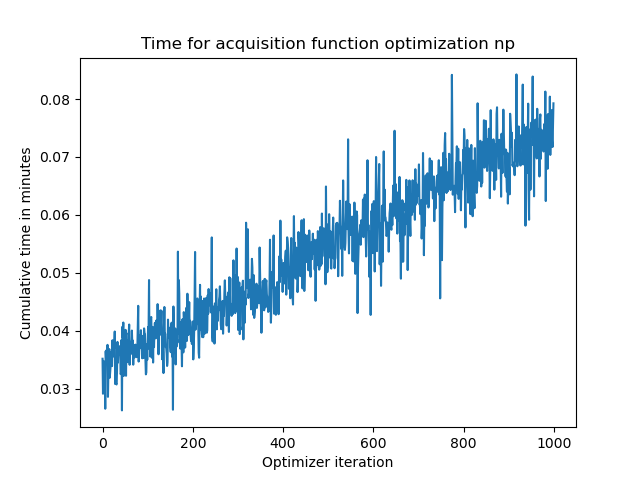 Time for acquisition function optimization np
0.08
0.07
0.06
0.05
0.04
0.03
Cumulative time in minutes
0 200 400 600 800 1000
Optimizer iteration